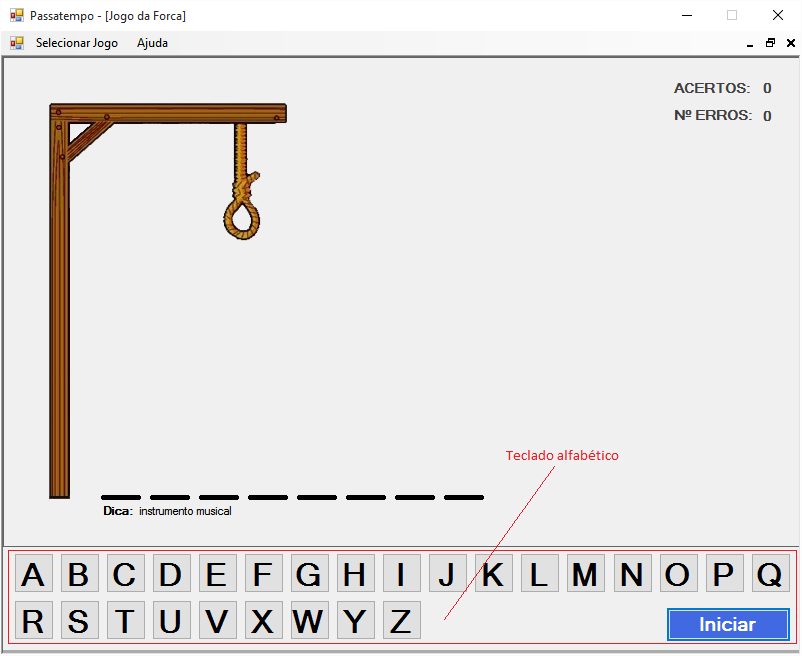 Passatempo - [Jogo da Forca]
Selecionar Jogo Ajuda
ACERTOS: 0
Nº ERROS: 0
Teclado alfabético
Dica: instrumento musical
A B C D E F G H I J K L M N O P Q
R S T U V X W Y Z
Iniciar